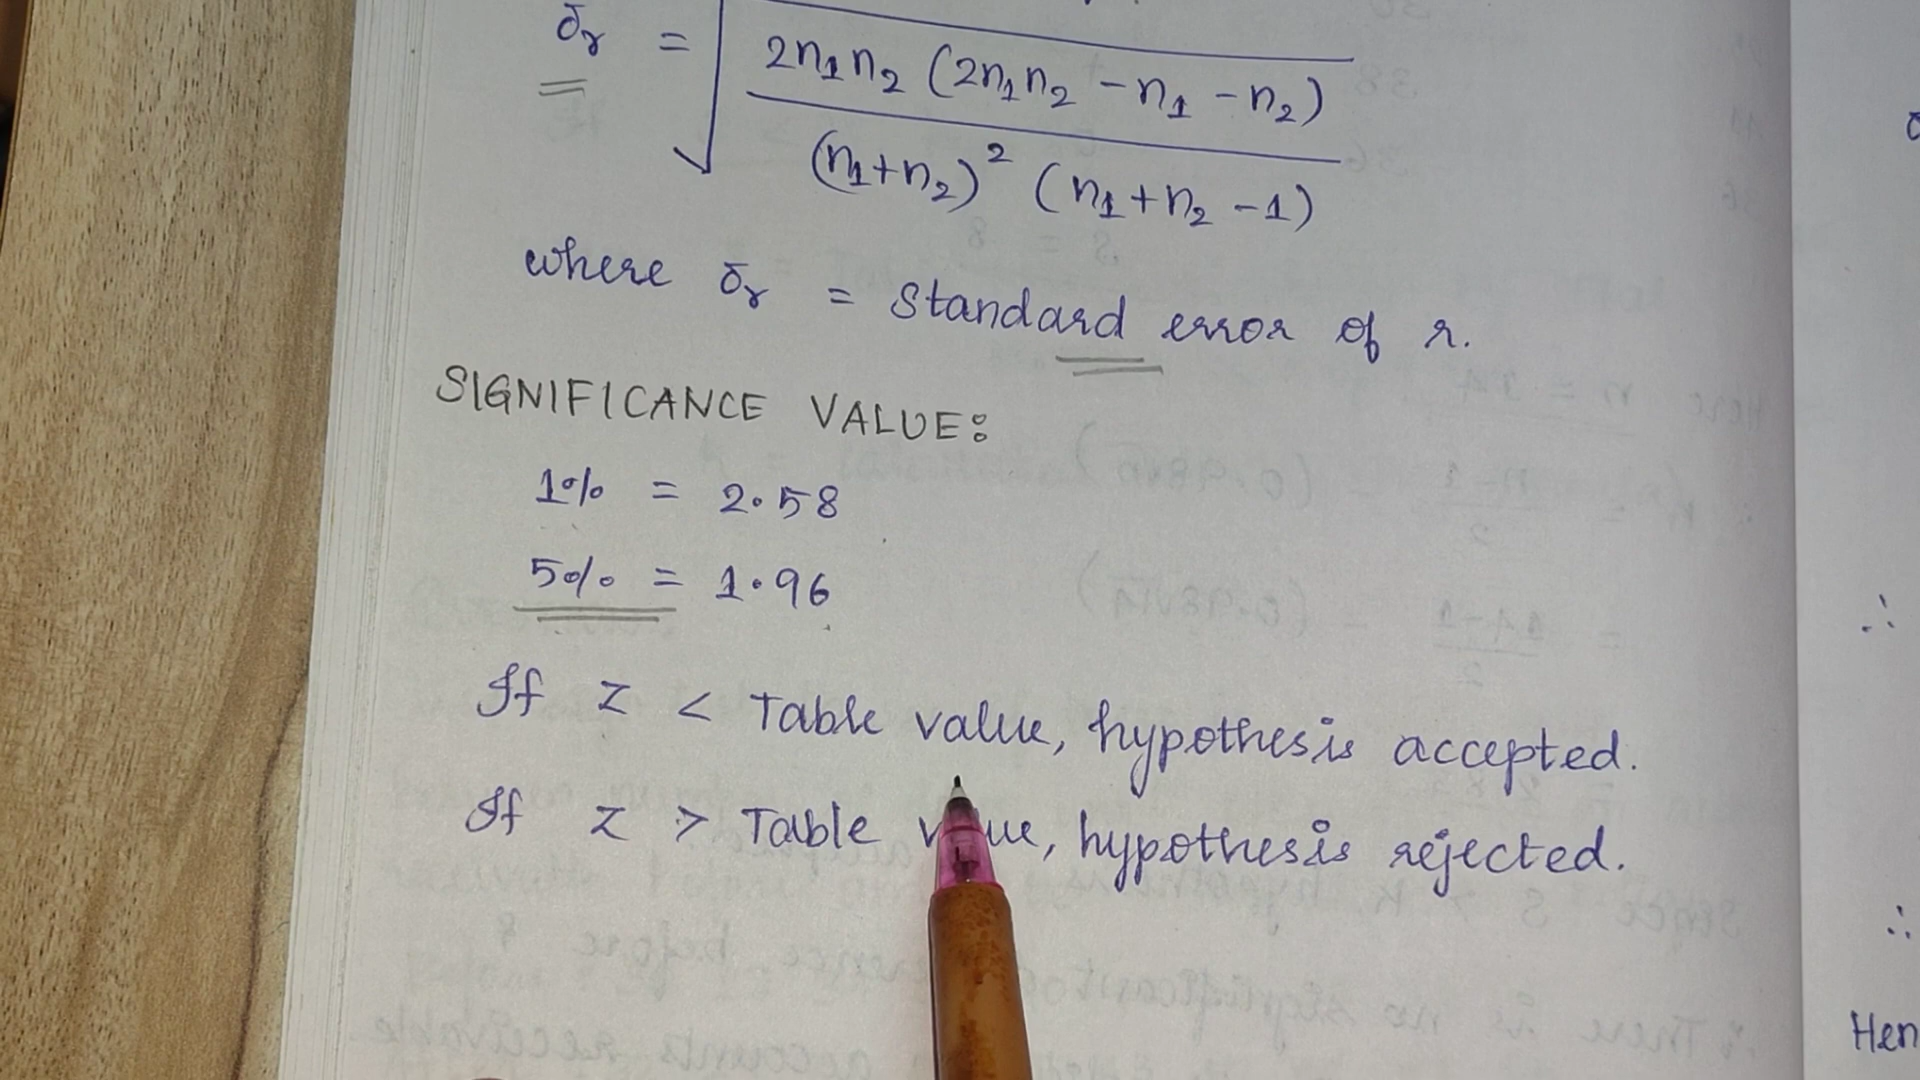 σr = √ 2n1n2 (2n1n2 - n1 - n2)
(n1+n2)² (n1+n2 -1)
where σr = standard error of r.
SIGNIFICANCE VALUE:
1% = 2.58
5% = 1.96
If Z < Table value, hypothesis accepted.
If Z > Table value, hypothesis rejected.
∴
∴
Hen